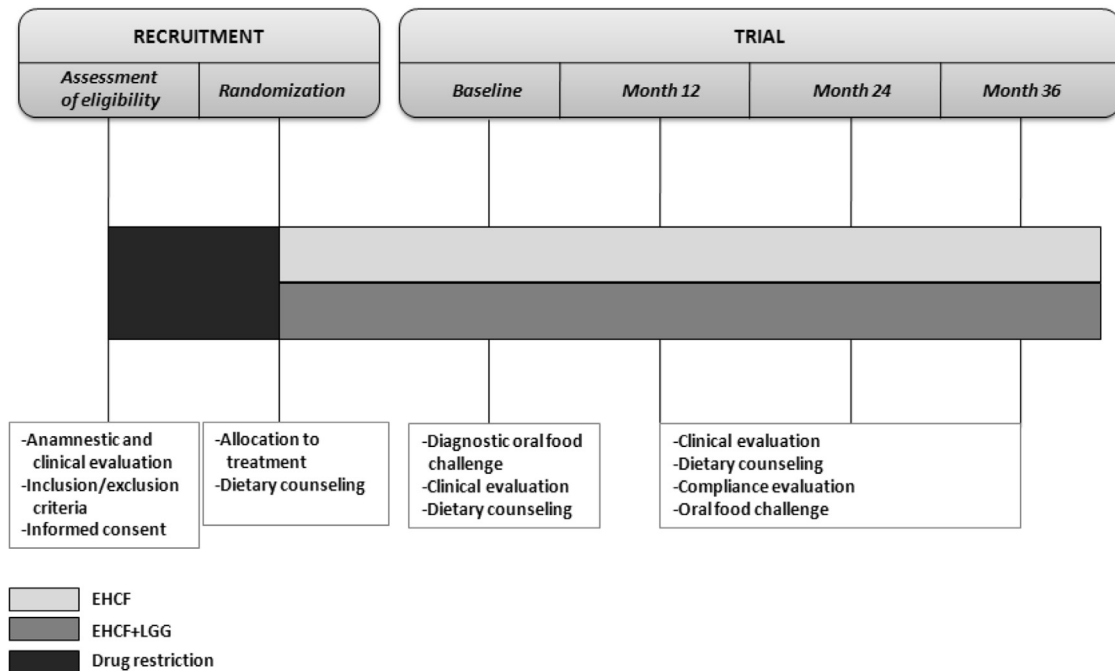 RECRUITMENT
TRIAL
Assessment
of eligibility
Randomization
Baseline
Month 12
Month 24
Month 36
-Anamnestic and
clinical evaluation
-Inclusion/exclusion
criteria
-Informed consent
-Allocation to
treatment
-Dietary counseling
-Diagnostic oral food
challenge
-Clinical evaluation
-Dietary counseling
-Clinical evaluation
-Dietary counseling
-Compliance evaluation
-Oral food challenge
EHCF
EHCF+LGG
Drug restriction